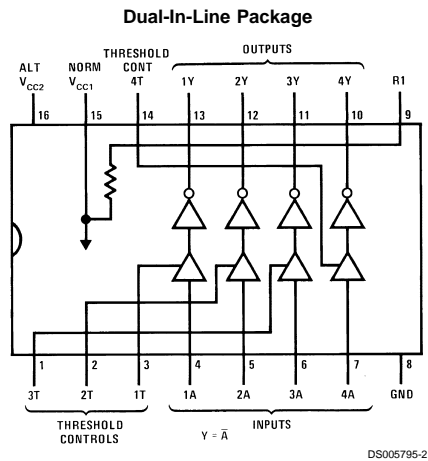 Dual-In-Line Package
THRESHOLD
CONT
OUTPUTS
ALT
V_CC2
NORM
V_CC1
4T
1Y
2Y
3Y
4Y
R1
16
15
14
13
12
11
10
9
1
2
3
4
5
6
7
8
3T
2T
1T
1A
2A
3A
4A
GND
THRESHOLD
CONTROLS
INPUTS
Y = A̅
DS005795-2